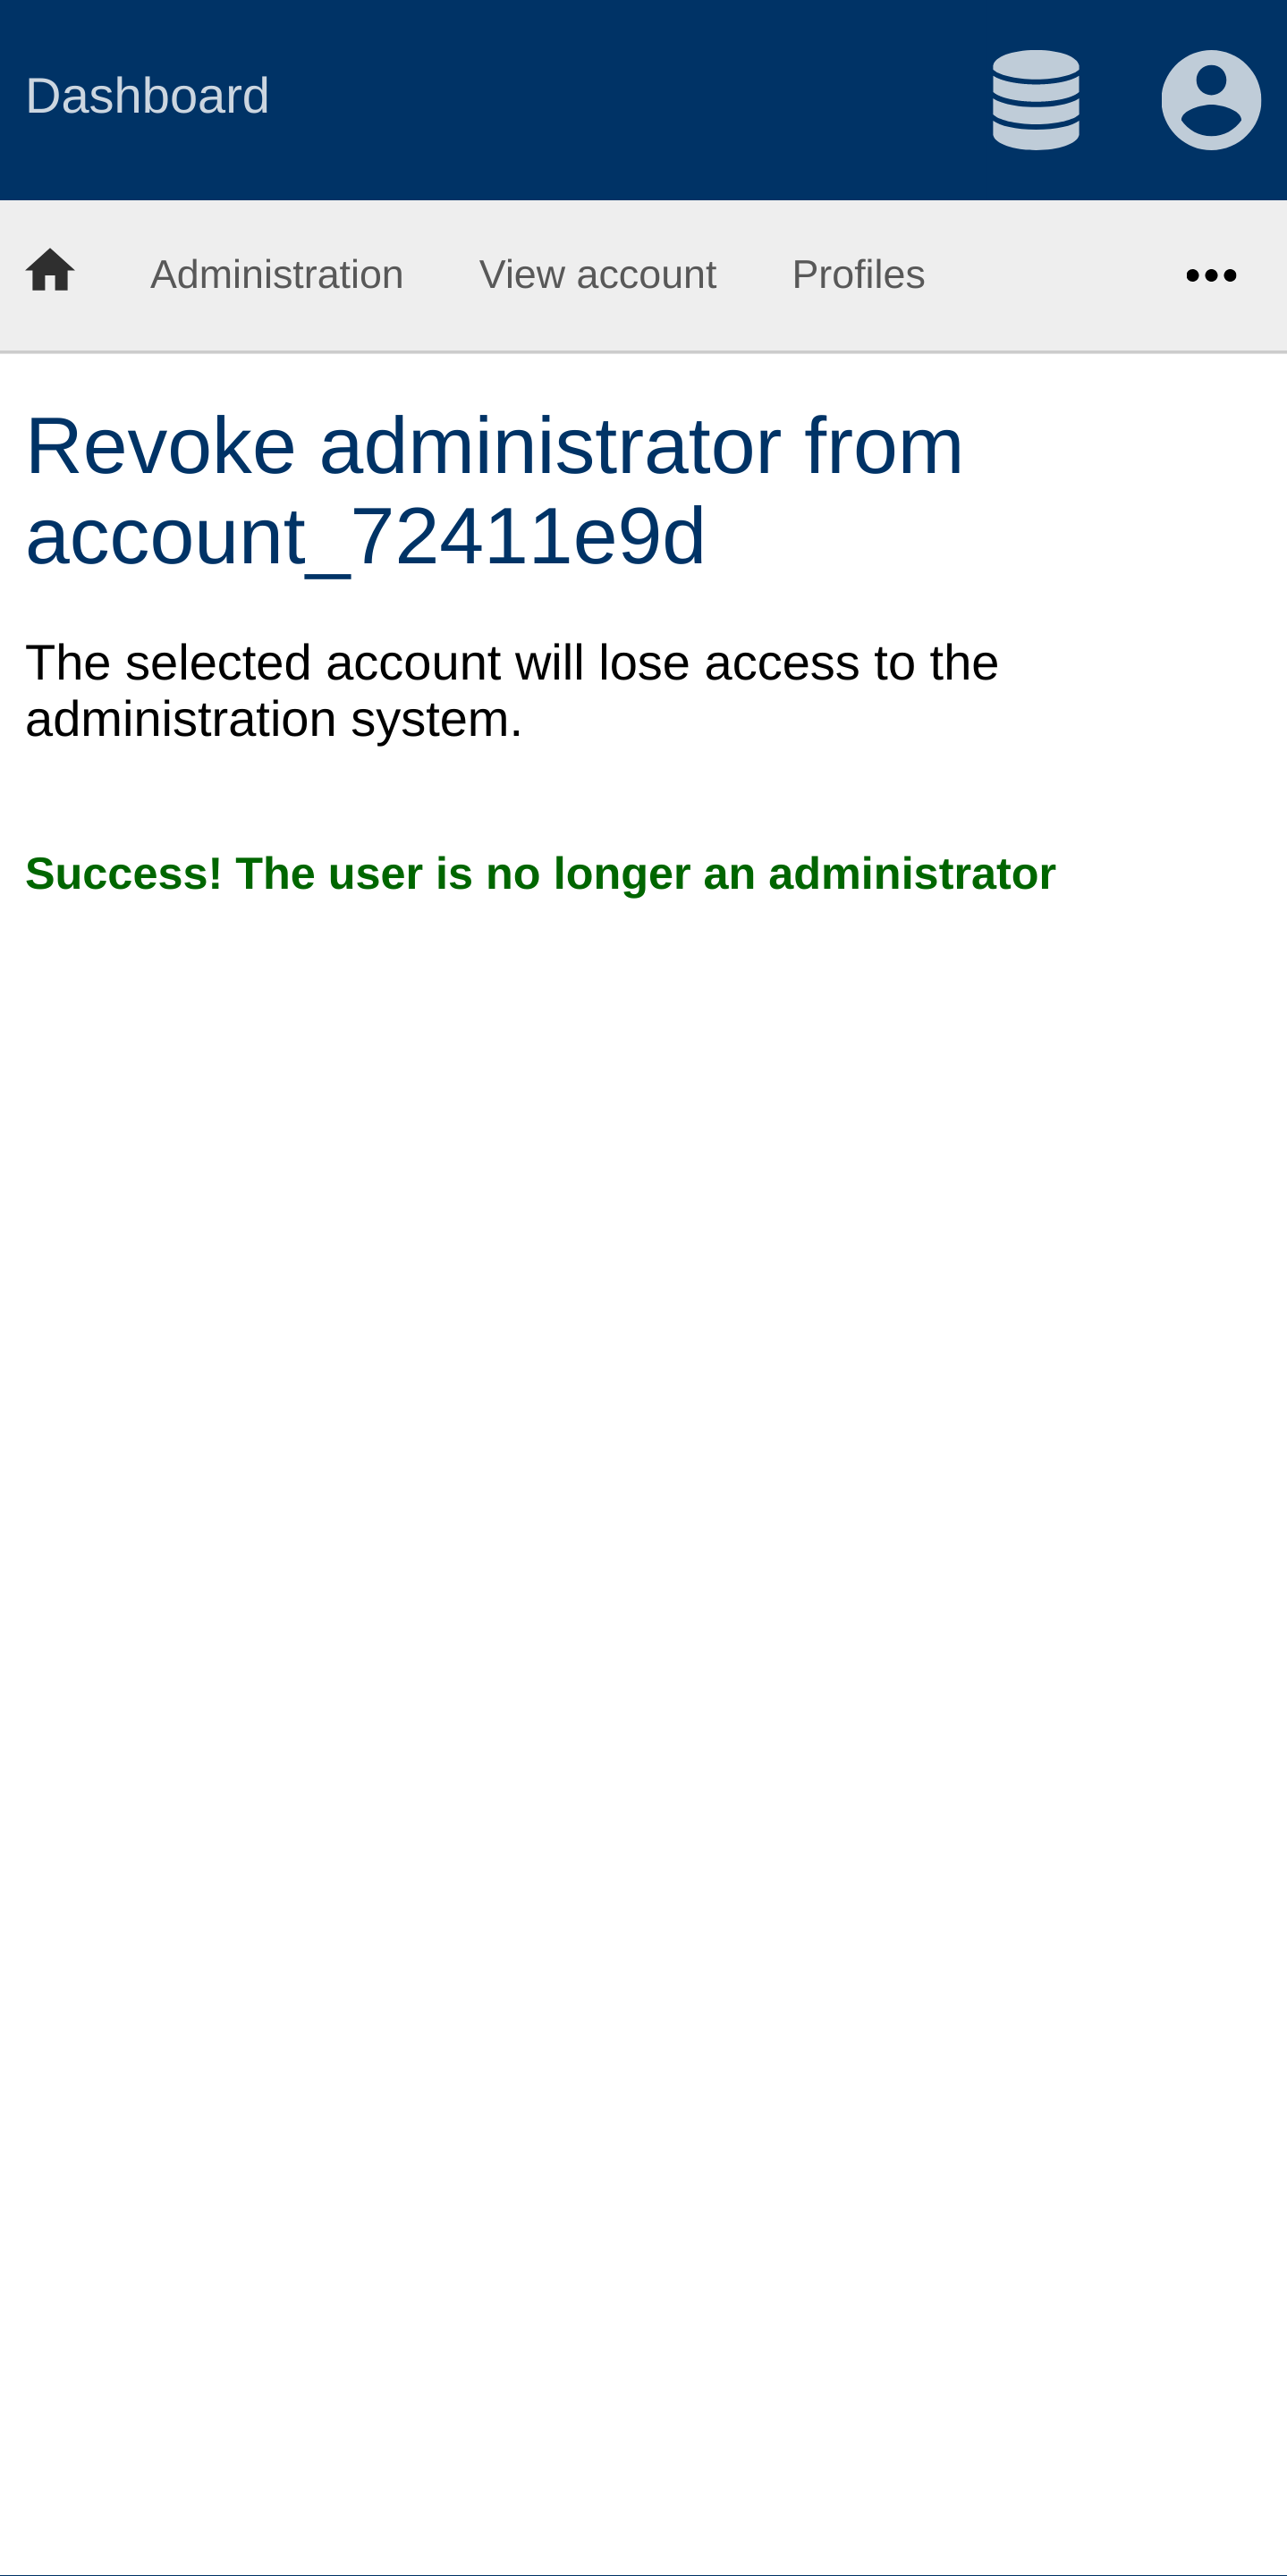 Dashboard
Administration View account Profiles
Revoke administrator from
account_72411e9d
The selected account will lose access to the
administration system.
Success! The user is no longer an administrator